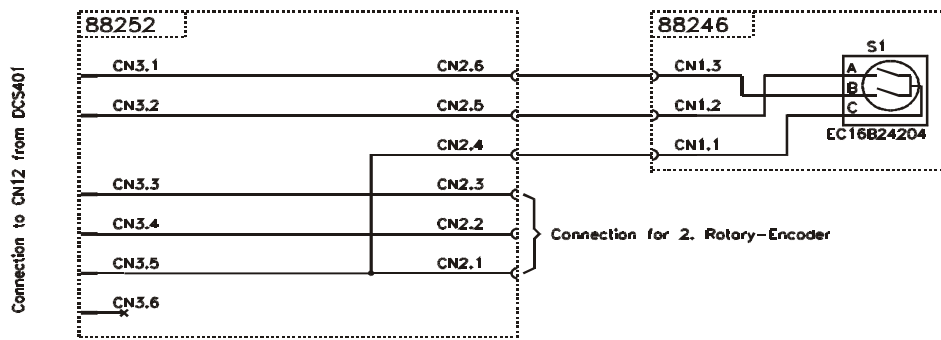 88252
88246
S1
CN3.1
CN2.6
CN1.3
A
B
CN3.2
CN2.5
CN1.2
C
EC16B24204
CN2.4
CN1.1
CN3.3
CN2.3
CN3.4
CN2.2
Connection for 2. Rotary-Encoder
CN3.5
CN2.1
CN3.6
Connection to CN12 from DCS401